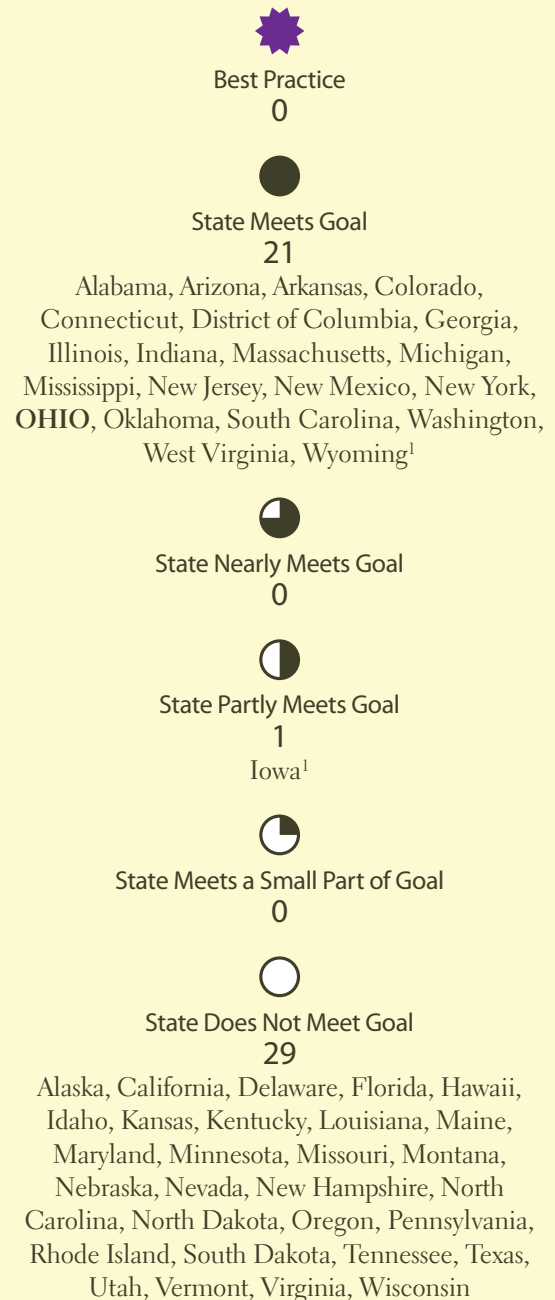 Best Practice
0
State Meets Goal
21
Alabama, Arizona, Arkansas, Colorado,
Connecticut, District of Columbia, Georgia,
Illinois, Indiana, Massachusetts, Michigan,
Mississippi, New Jersey, New Mexico, New York,
OHIO, Oklahoma, South Carolina, Washington,
West Virginia, Wyoming¹
State Nearly Meets Goal
0
State Partly Meets Goal
1
Iowa¹
State Meets a Small Part of Goal
0
State Does Not Meet Goal
29
Alaska, California, Delaware, Florida, Hawaii,
Idaho, Kansas, Kentucky, Louisiana, Maine,
Maryland, Minnesota, Missouri, Montana,
Nebraska, Nevada, New Hampshire, North
Carolina, North Dakota, Oregon, Pennsylvania,
Rhode Island, South Dakota, Tennessee, Texas,
Utah, Vermont, Virginia, Wisconsin